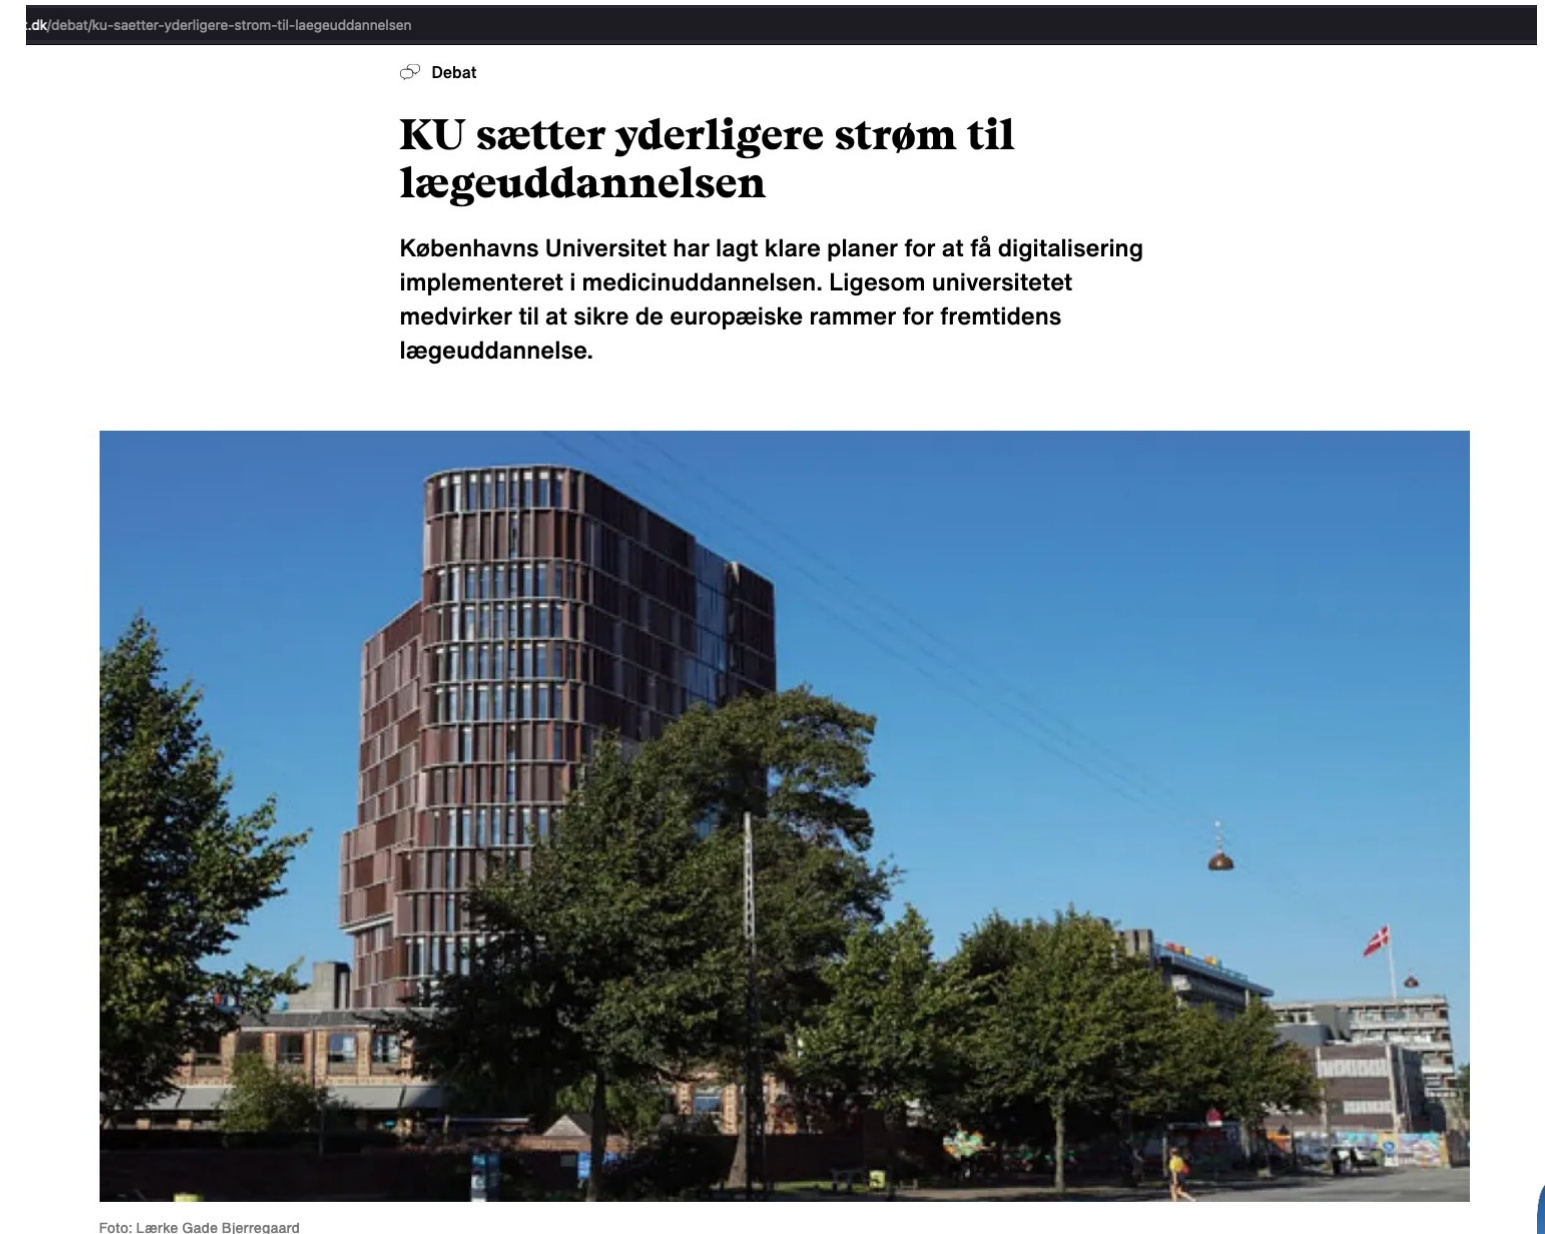 .dk/debat/ku-saetter-yderligere-strom-til-laegeuddannelsen
Debat
KU sætter yderligere strøm til
lægeuddannelsen
Københavns Universitet har lagt klare planer for at få digitalisering
implementeret i medicinuddannelsen. Ligesom universitetet
medvirker til at sikre de europæiske rammer for fremtidens
lægeuddannelse.
Foto: Lærke Gade Bjerregaard